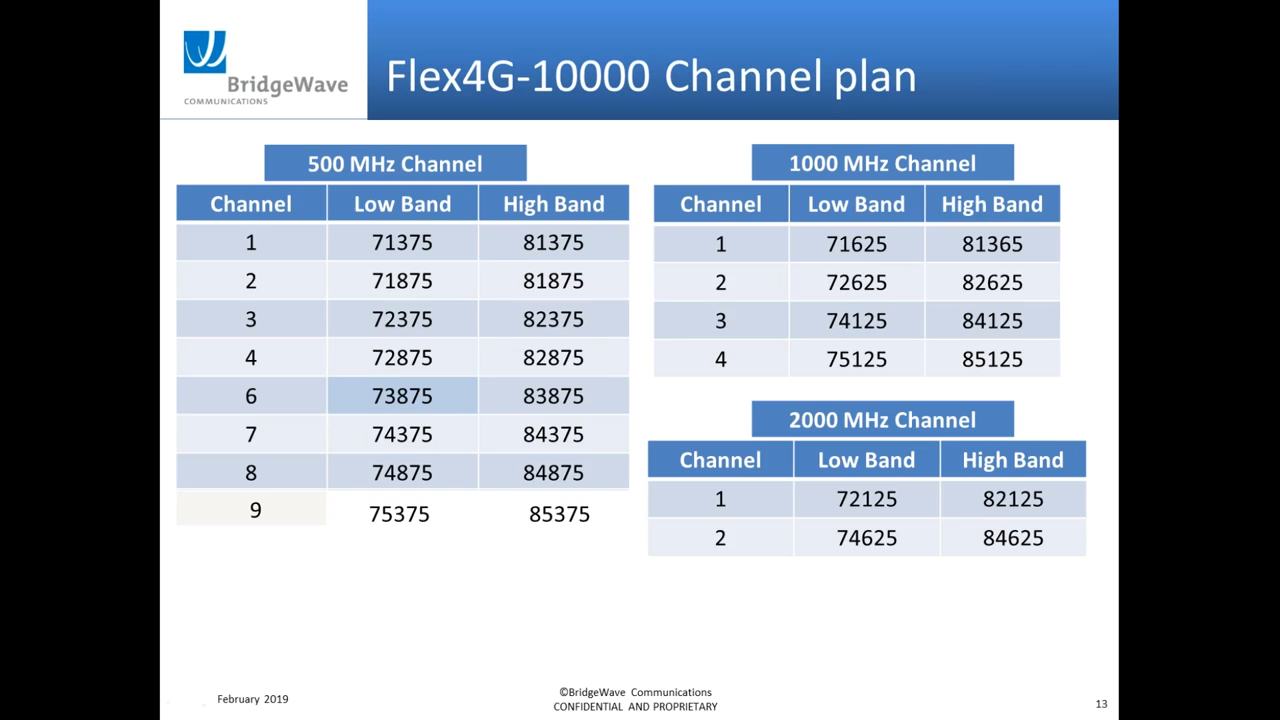 BridgeWave
COMMUNICATIONS
Flex4G-10000 Channel plan
500 MHz Channel
Channel Low Band High Band
1 71375 81375
2 71875 81875
3 72375 82375
4 72875 82875
6 73875 83875
7 74375 84375
8 74875 84875
9 75375 85375
1000 MHz Channel
Channel Low Band High Band
1 71625 81365
2 72625 82625
3 74125 84125
4 75125 85125
2000 MHz Channel
Channel Low Band High Band
1 72125 82125
2 74625 84625
February 2019
©BridgeWave Communications
CONFIDENTIAL AND PROPRIETARY
13